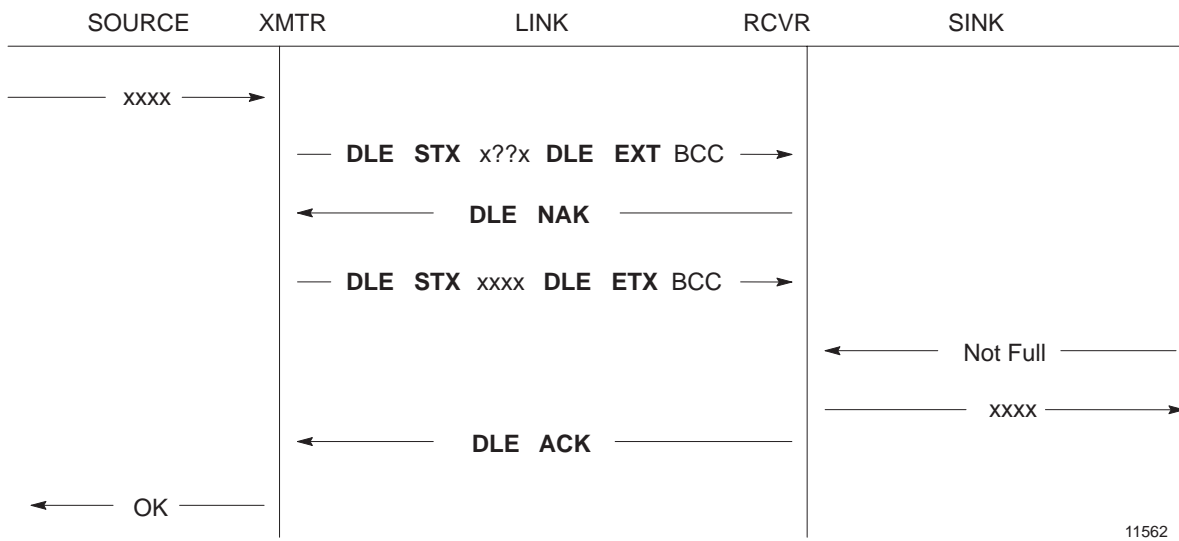 SOURCE XMTR LINK RCVR SINK
xxxx
DLE STX x??x DLE EXT BCC
DLE NAK
DLE STX xxxx DLE ETX BCC
Not Full
xxxx
DLE ACK
OK
11562